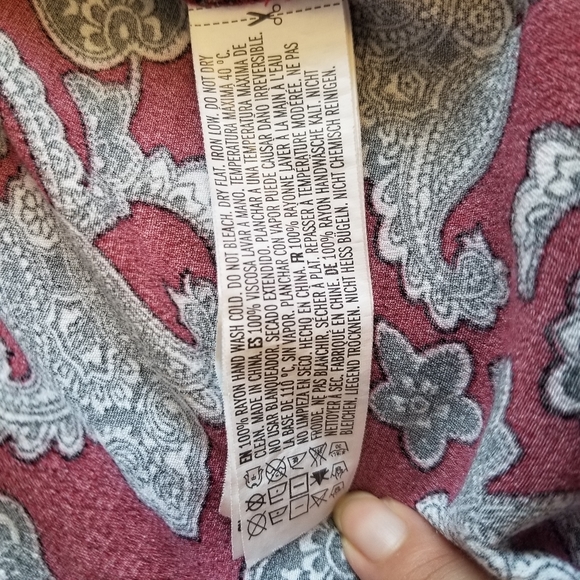 EN 100% RAYON HAND WASH COLD. DO NOT BLEACH. DRY FLAT. IRON LOW. DO NOT DRY
CLEAN. MADE IN CHINA. ES 100% VISCOSA LAVAR A MANO. TEMPERATURA MÁXIMA 40 ºC.
NO USAR BLANQUEADOR. SECADO EXTENDIDO. PLANCHAR A UNA TEMPERATURA MÁXIMA DE
LA BASE DE 110 ºC, SIN VAPOR. PLANCHAR CON VAPOR PUEDE CAUSAR DAÑO IRREVERSIBLE.
NO LIMPIEZA EN SECO. HECHO EN CHINA. FR 100% RAYONNE LAVER À LA MAIN À L'EAU
FROIDE. NE PAS BLANCHIR. SÉCHER À PLAT. REPASSER À TEMPÉRATURE MODÉRÉE. NE PAS
NETTOYER À SEC. FABRIQUÉ EN CHINE. DE 100% RAYON HANDWÄSCHE KALT. NICHT
BLEICHEN. LIEGEND TROCKNEN. NICHT HEISS BÜGELN. NICHT CHEMISCH REINIGEN.